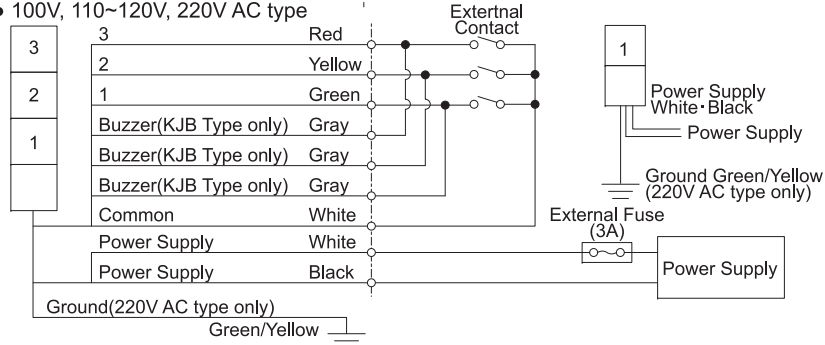 • 100V, 110~120V, 220V AC type
Extertnal
Contact
3
3 Red
2 Yellow
2
1 Green
1
Buzzer(KJB Type only) Gray
Buzzer(KJB Type only) Gray
Buzzer(KJB Type only) Gray
Common White
Power Supply White
Power Supply Black
Ground(220V AC type only)
Green/Yellow
External Fuse
(3A)
Power Supply
1
Power Supply
White·Black
Power Supply
Ground Green/Yellow
(220V AC type only)